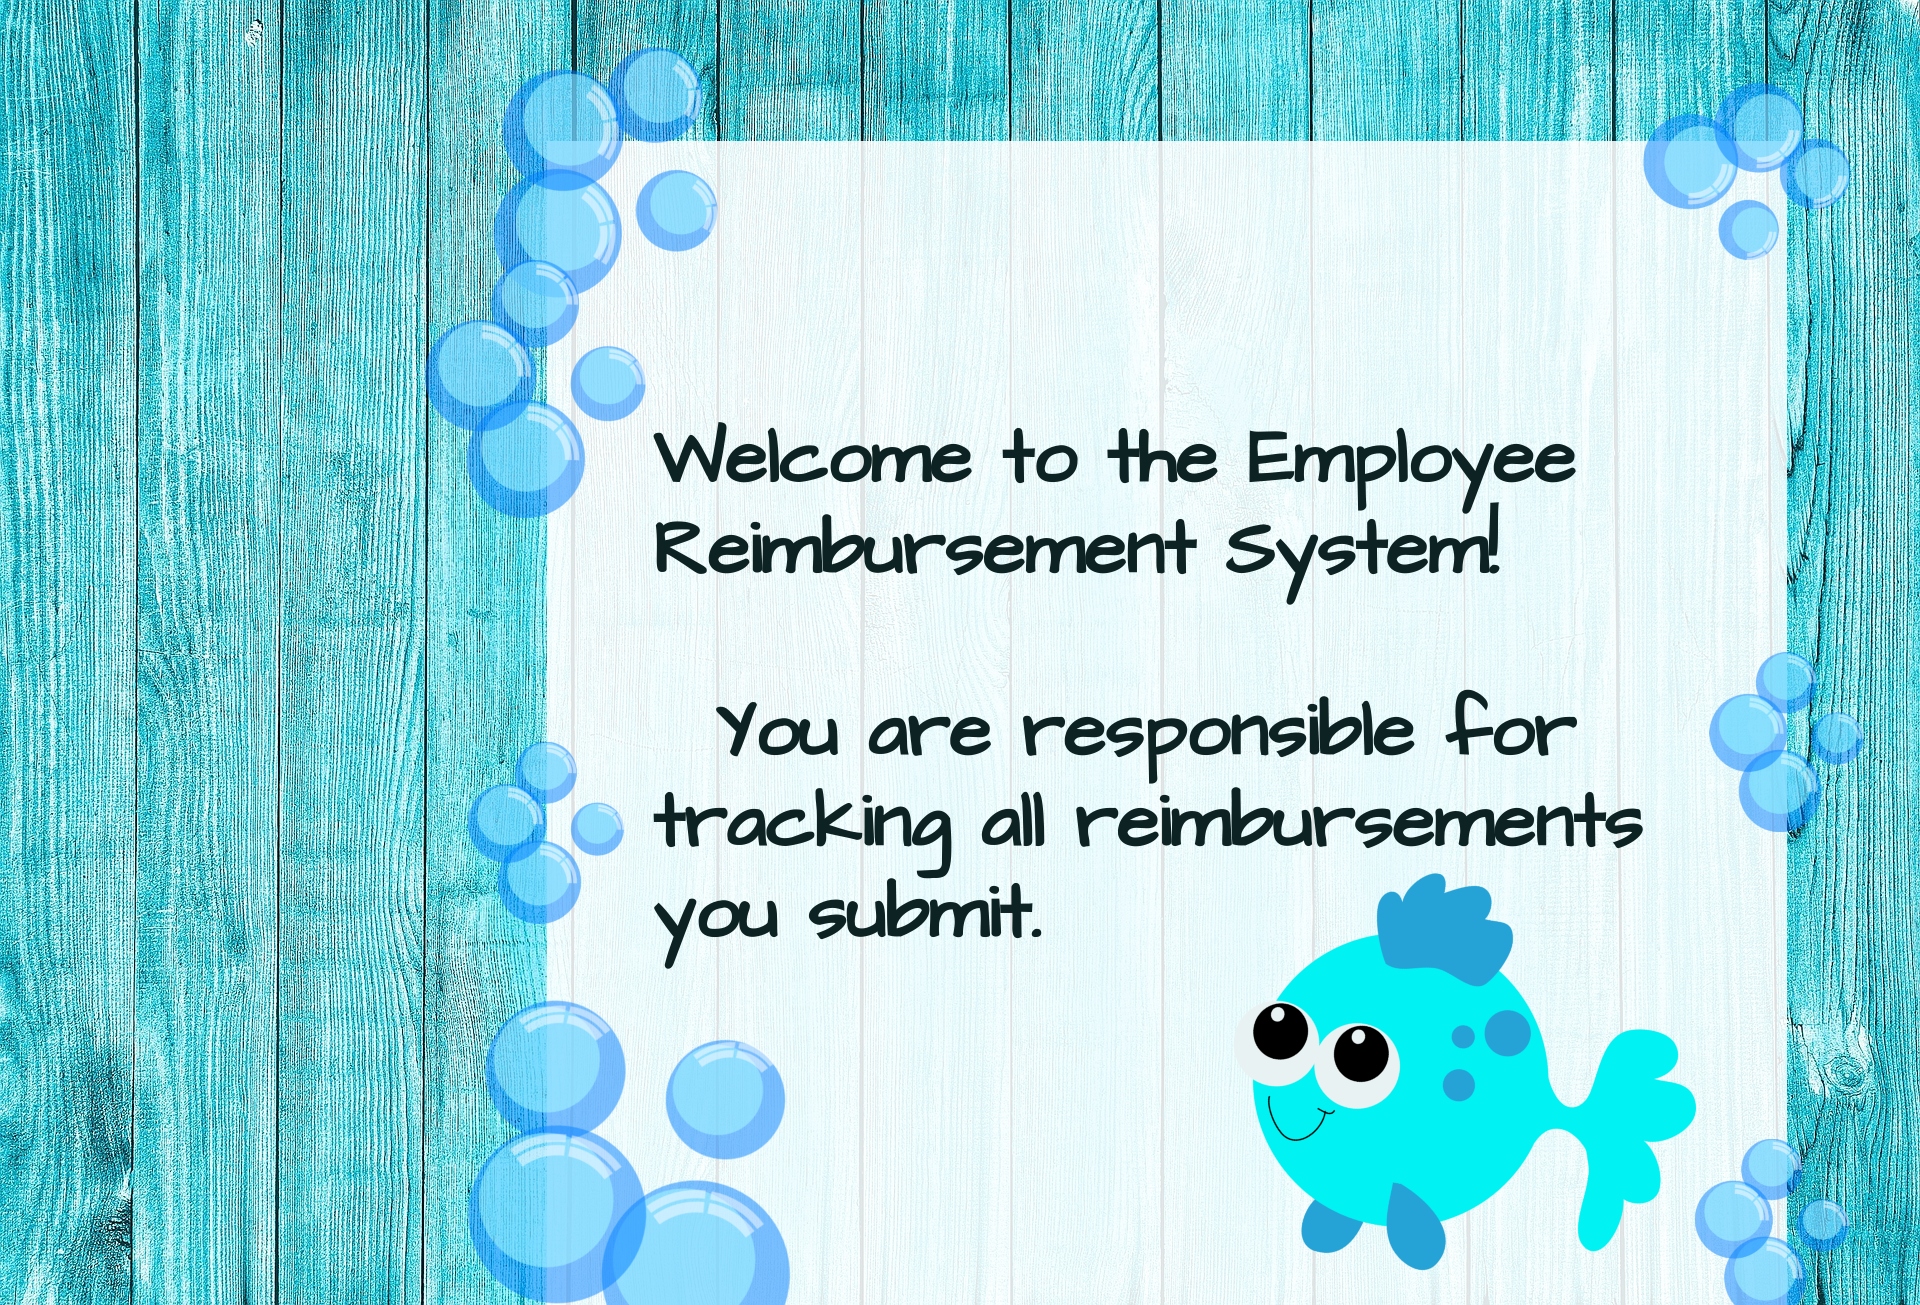 Welcome to the Employee
Reimbursement System!
You are responsible for
tracking all reimbursements
you submit.